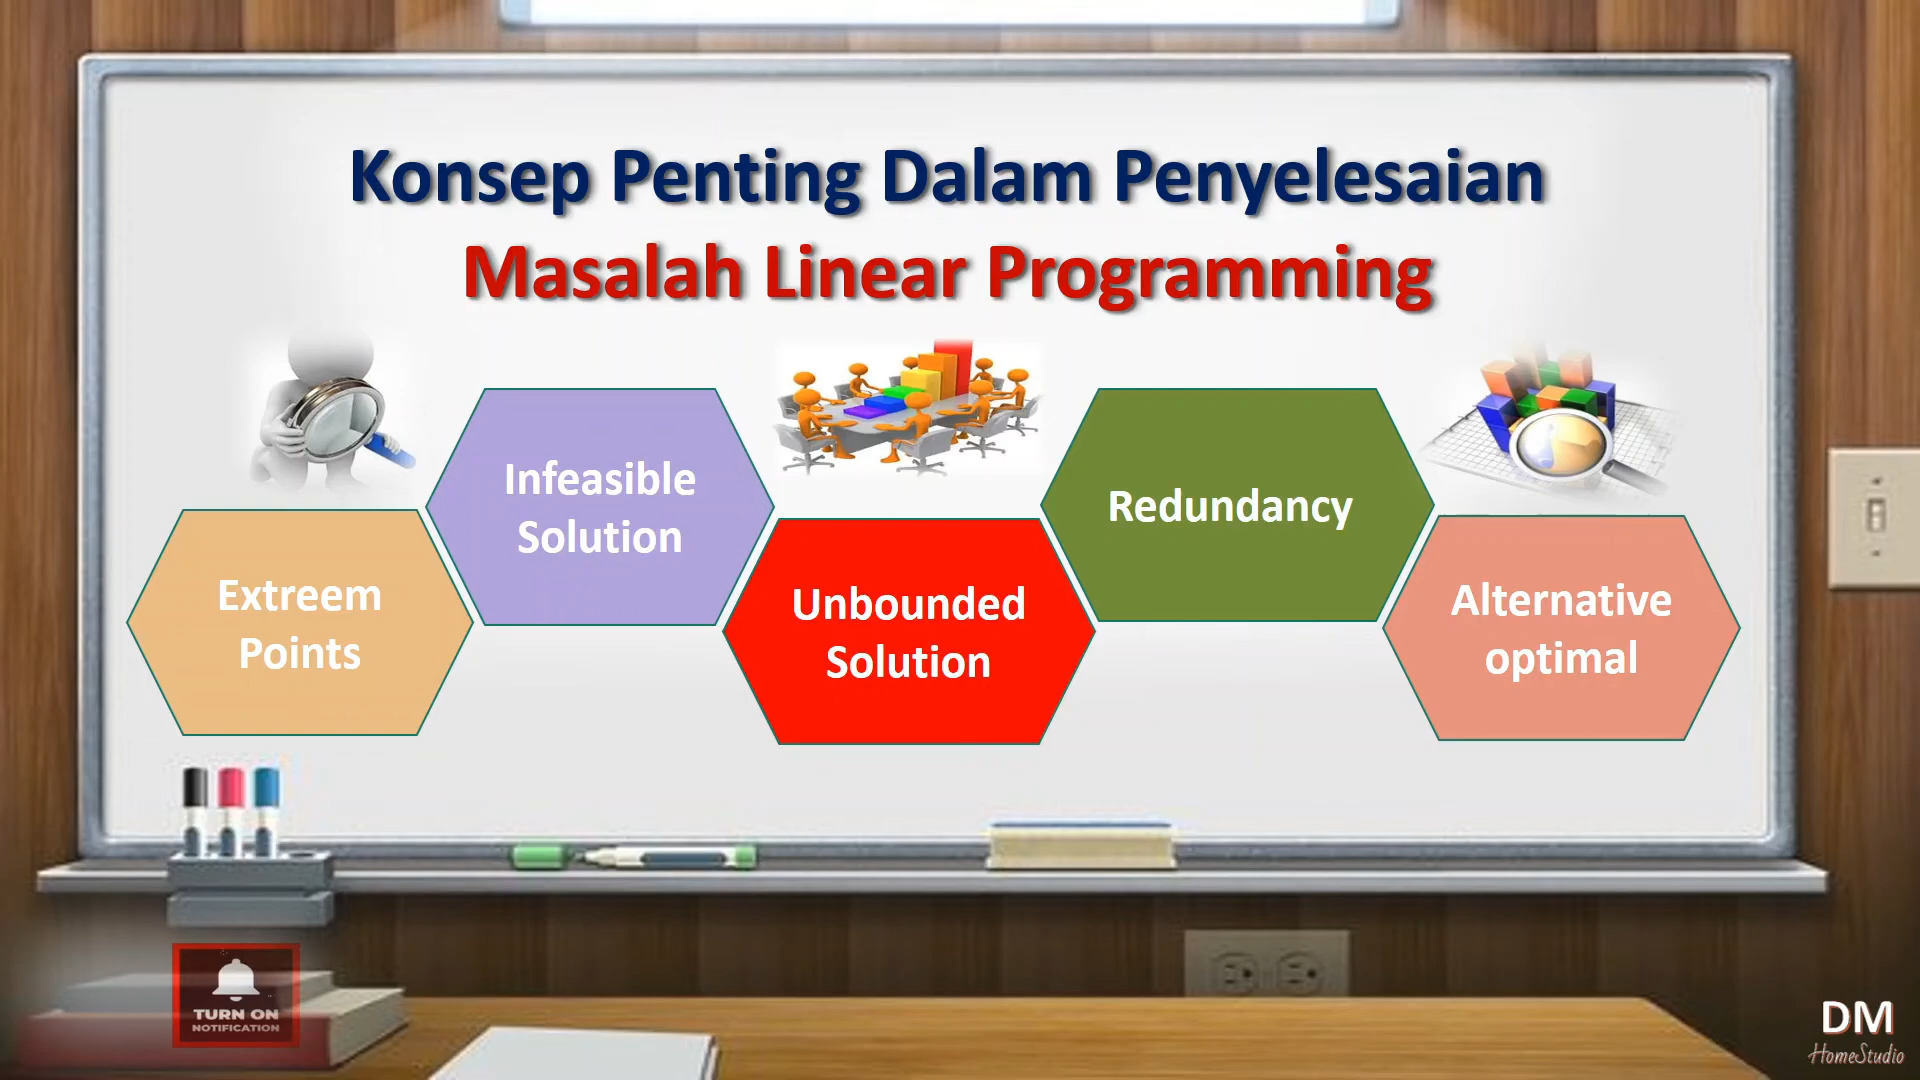 Konsep Penting Dalam Penyelesaian
Masalah Linear Programming
Extreem
Points
Infeasible
Solution
Unbounded
Solution
Redundancy
Alternative
optimal
TURN ON
NOTIFICATION
DM
HomeStudio